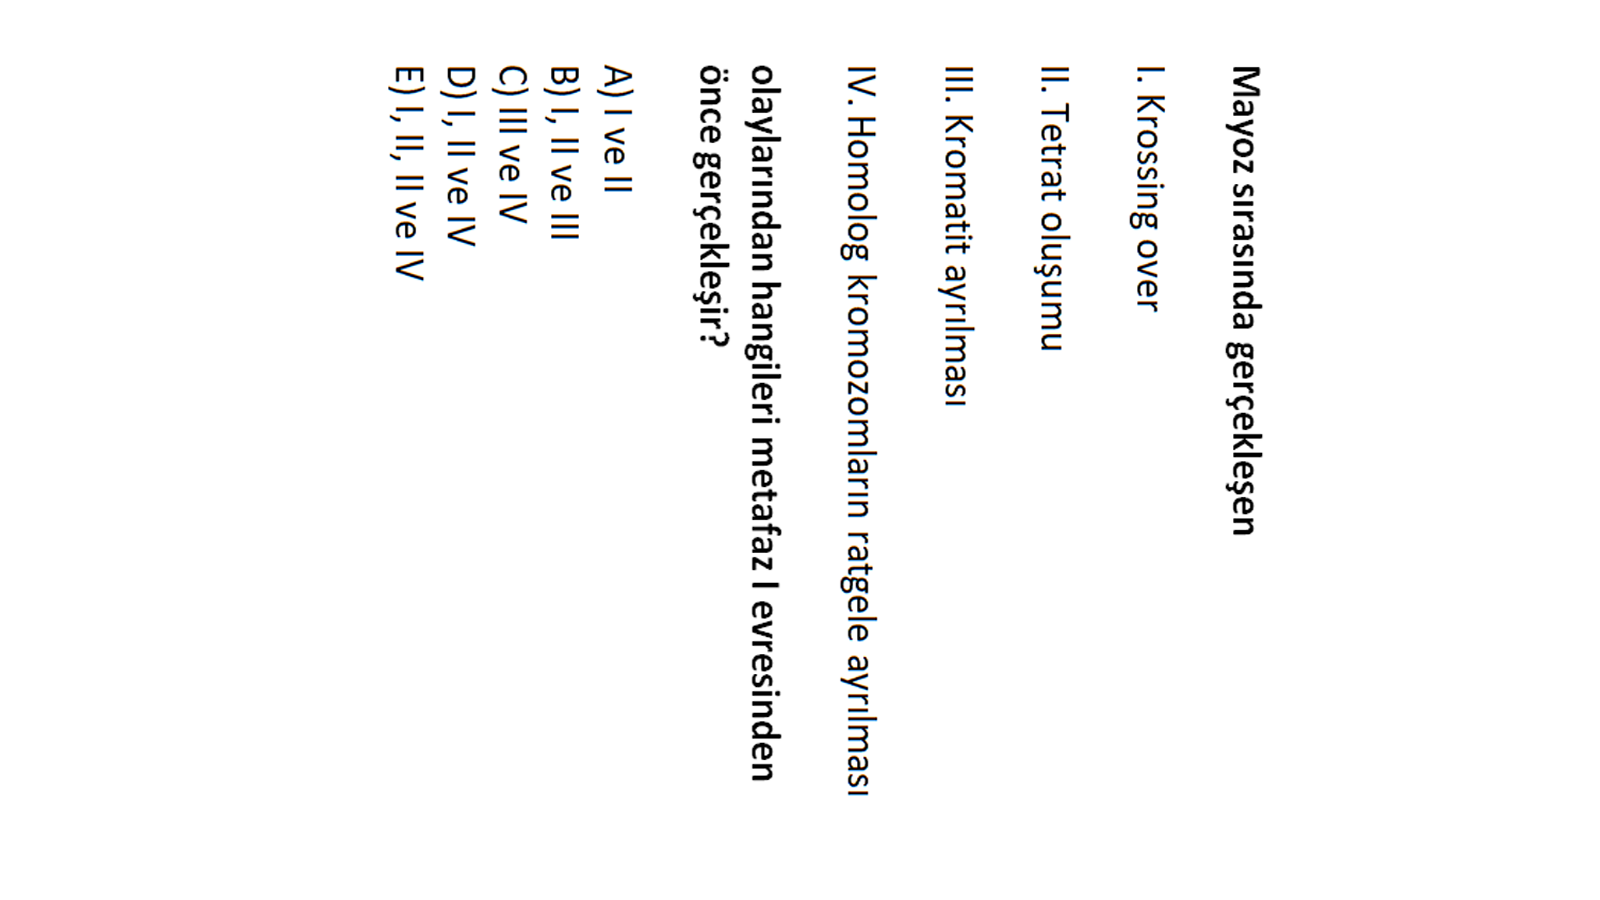 Mayoz sırasında gerçekleşen
I. Krossing over
II. Tetrat oluşumu
III. Kromatit ayrılması
IV. Homolog kromozomların ratgele ayrılması
olaylarından hangileri metafaz I evresinden
önce gerçekleşir?
A) I ve II
B) I, II ve III
C) III ve IV
D) I, II ve IV
E) I, II, II ve IV